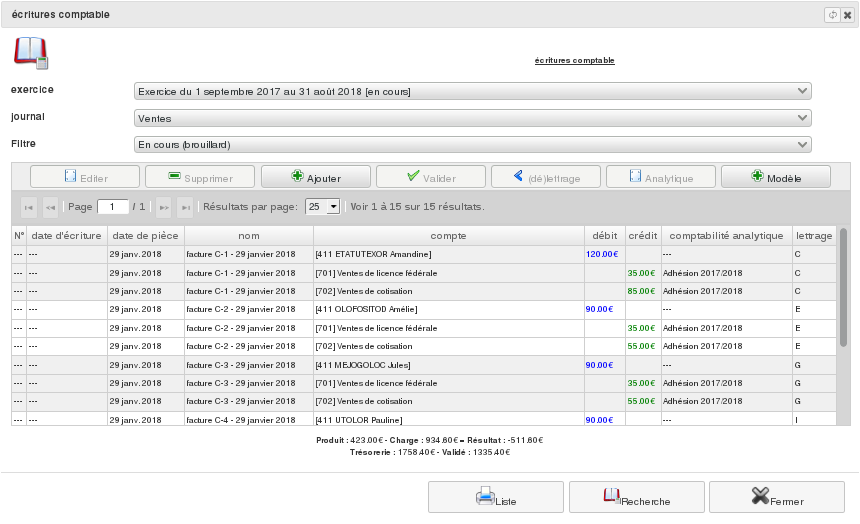 écritures comptable
écritures comptable
exercice Exercice du 1 septembre 2017 au 31 août 2018 [en cours]
journal Ventes
Filtre En cours (brouillard)
Editer Supprimer Ajouter Valider (dé)lettrage Analytique Modèle
Page 1 / 1 Résultats par page: 25 Voir 1 à 15 sur 15 résultats.
N° date d'écriture date de pièce nom compte débit crédit comptabilité analytique lettrage
--- --- 29 janv. 2018 facture C-1 - 29 janvier 2018 [411 ETATUTEXOR Amandine] 120.00€ --- C
--- --- 29 janv. 2018 facture C-1 - 29 janvier 2018 [701] Ventes de licence fédérale 35.00€ Adhésion 2017/2018 C
--- --- 29 janv. 2018 facture C-1 - 29 janvier 2018 [702] Ventes de cotisation 85.00€ Adhésion 2017/2018 C
--- --- 29 janv. 2018 facture C-2 - 29 janvier 2018 [411 OLOFOSITOD Amélie] 90.00€ --- E
--- --- 29 janv. 2018 facture C-2 - 29 janvier 2018 [701] Ventes de licence fédérale 35.00€ Adhésion 2017/2018 E
--- --- 29 janv. 2018 facture C-2 - 29 janvier 2018 [702] Ventes de cotisation 55.00€ Adhésion 2017/2018 E
--- --- 29 janv. 2018 facture C-3 - 29 janvier 2018 [411 MEJOGOLOC Jules] 90.00€ --- G
--- --- 29 janv. 2018 facture C-3 - 29 janvier 2018 [701] Ventes de licence fédérale 35.00€ Adhésion 2017/2018 G
--- --- 29 janv. 2018 facture C-3 - 29 janvier 2018 [702] Ventes de cotisation 55.00€ Adhésion 2017/2018 G
--- --- 29 janv. 2018 facture C-4 - 29 janvier 2018 [411 UTOLOR Pauline] 90.00€ --- I
Produit : 423.00€ - Charge : 934.60€ = Résultat : -511.60€
Trésorerie : 1758.40€ - Validé : 1335.40€
Liste Recherche Fermer